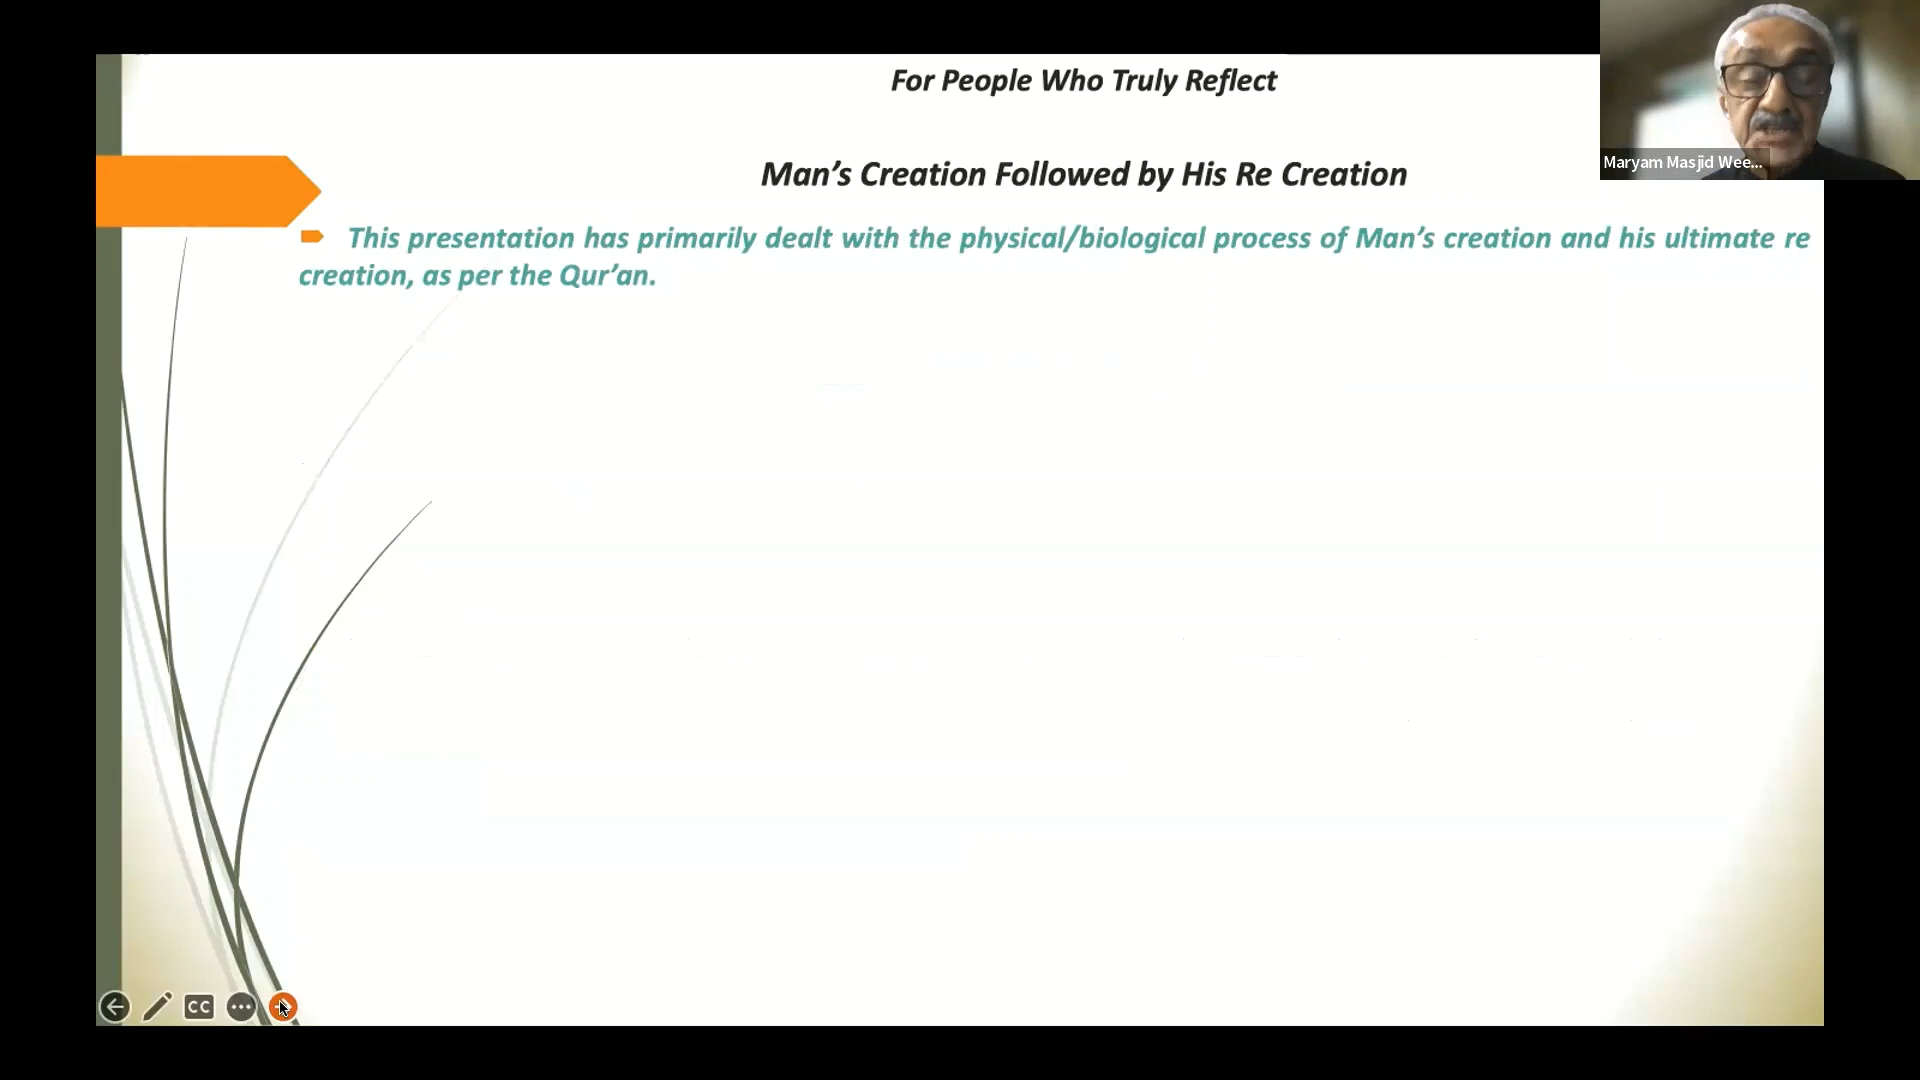 For People Who Truly Reflect
Man's Creation Followed by His Re Creation
This presentation has primarily dealt with the physical/biological process of Man's creation and his ultimate re
creation, as per the Qur'an.
Maryam Masjid Wee...
CC